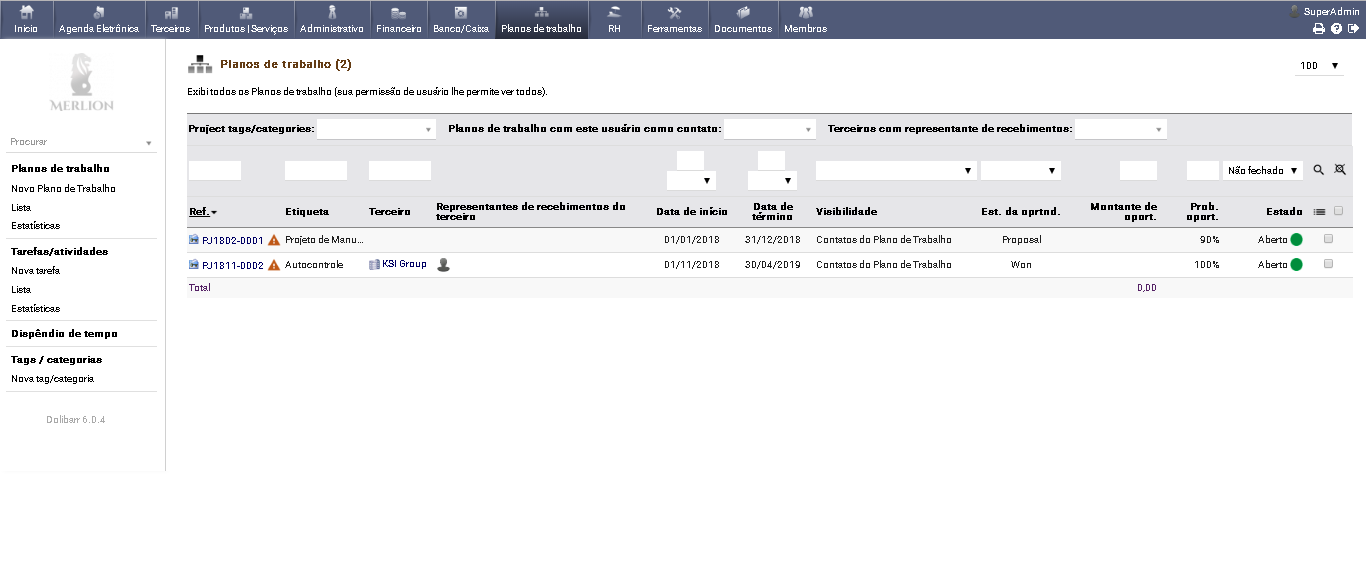 Início Agenda Eletrônica Terceiros Produtos|Serviços Administrativo Financeiro Banco/Caixa Planos de trabalho RH Ferramentas Documentos Membros SuperAdmin
MERLION
Procurar
Planos de trabalho
Novo Plano de Trabalho
Lista
Estatísticas
Tarefas/atividades
Nova tarefa
Lista
Estatísticas
Dispêndio de tempo
Tags / categorias
Nova tag/categoria
Dolibarr 6.0.4
Planos de trabalho (2)
100
Exibi todos os Planos de trabalho (sua permissão de usuário lhe permite ver todos).
Project tags/categories: Planos de trabalho com este usuário como contato: Terceiros com representante de recebimentos:
Não fechado
Ref. Etiqueta Terceiro Representantes de recebimentos do terceiro Data de início Data de término Visibilidade Est. da oprtnd. Montante de oport. Prob. oport. Estado
PJ1802-0001 Projeto de Manu... 01/01/2018 31/12/2018 Contatos do Plano de Trabalho Proposal 90% Aberto
PJ1811-0002 Autocontrole KSI Group 01/11/2018 30/04/2019 Contatos do Plano de Trabalho Won 100% Aberto
Total 0,00